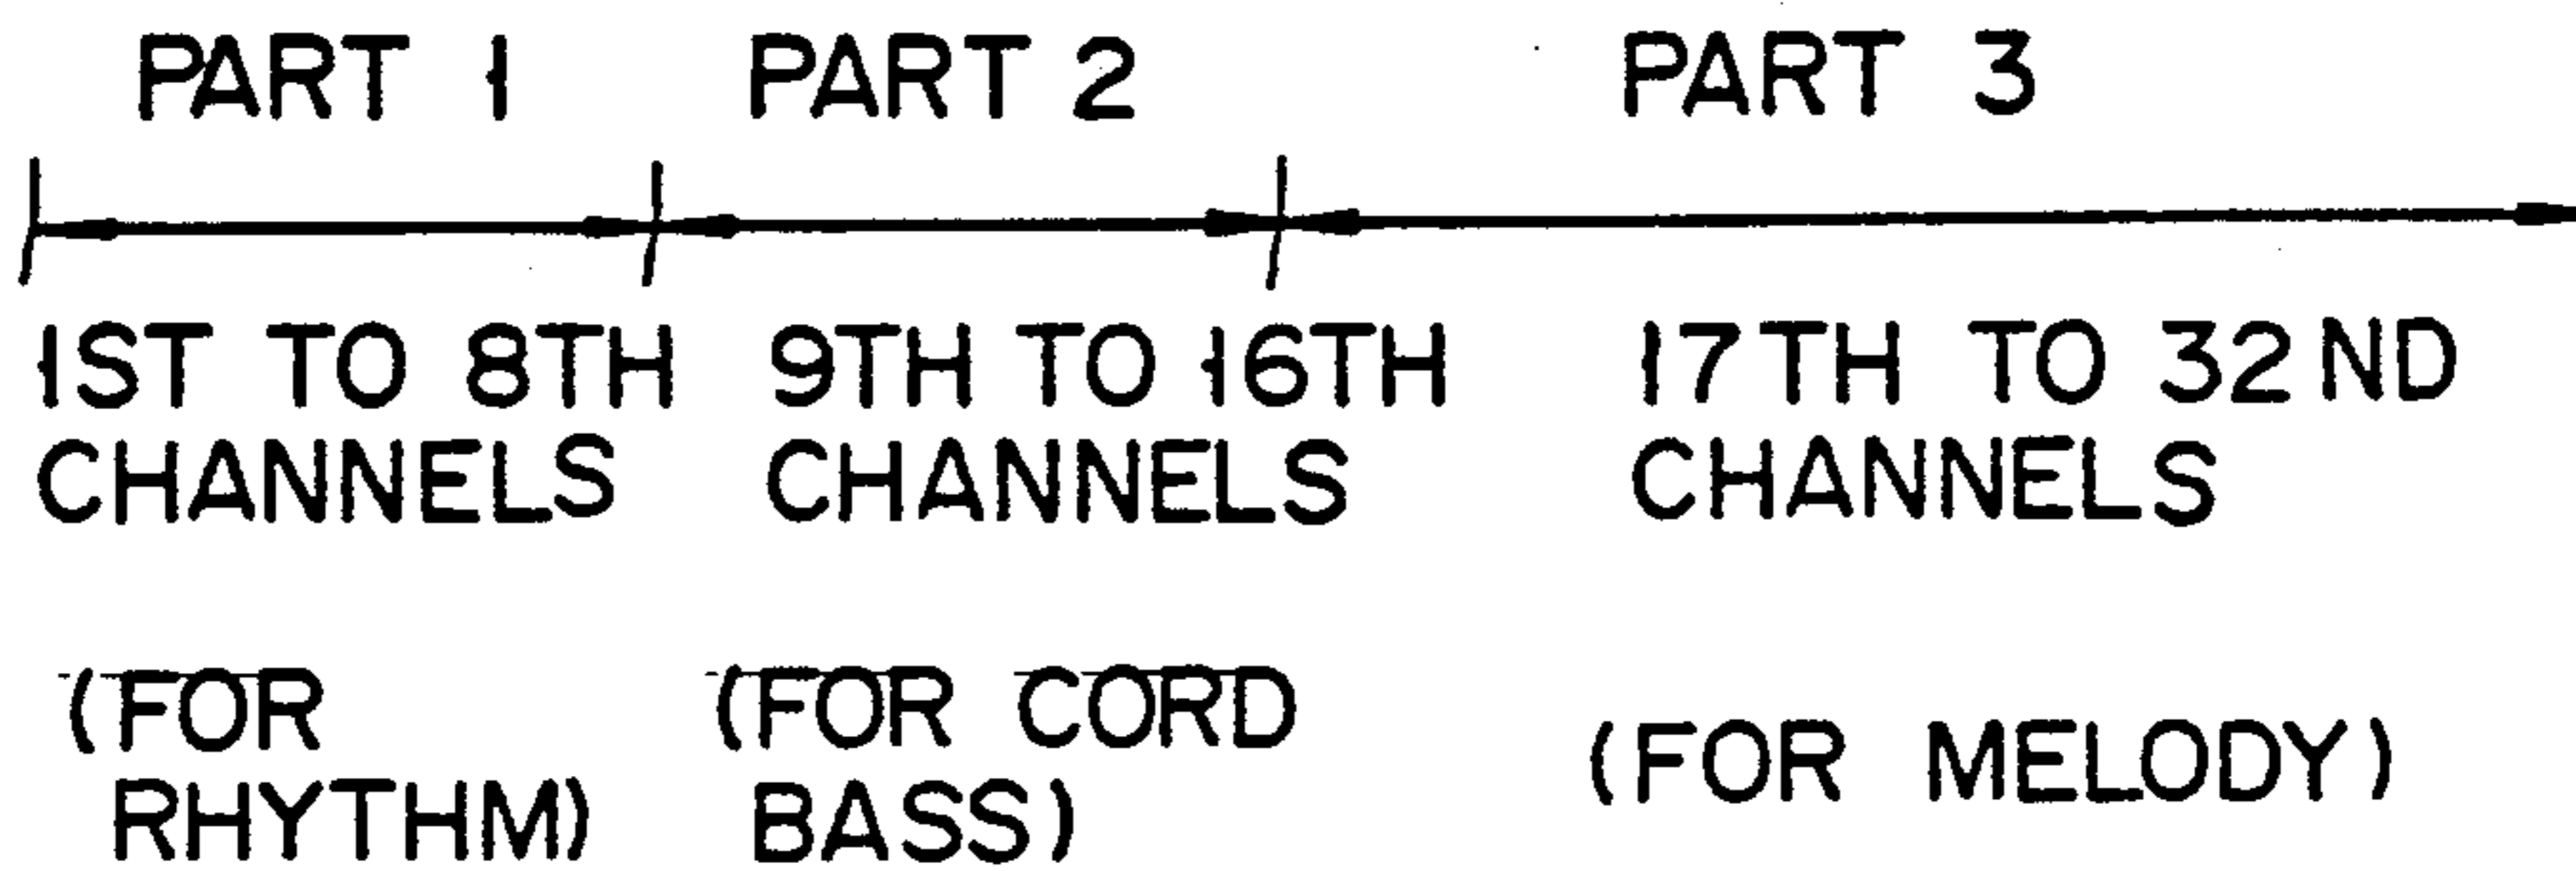 PART 1 PART 2 PART 3
1ST TO 8TH 9TH TO 16TH 17TH TO 32ND
CHANNELS CHANNELS CHANNELS
(FOR (FOR CORD
RHYTHM) BASS) (FOR MELODY)